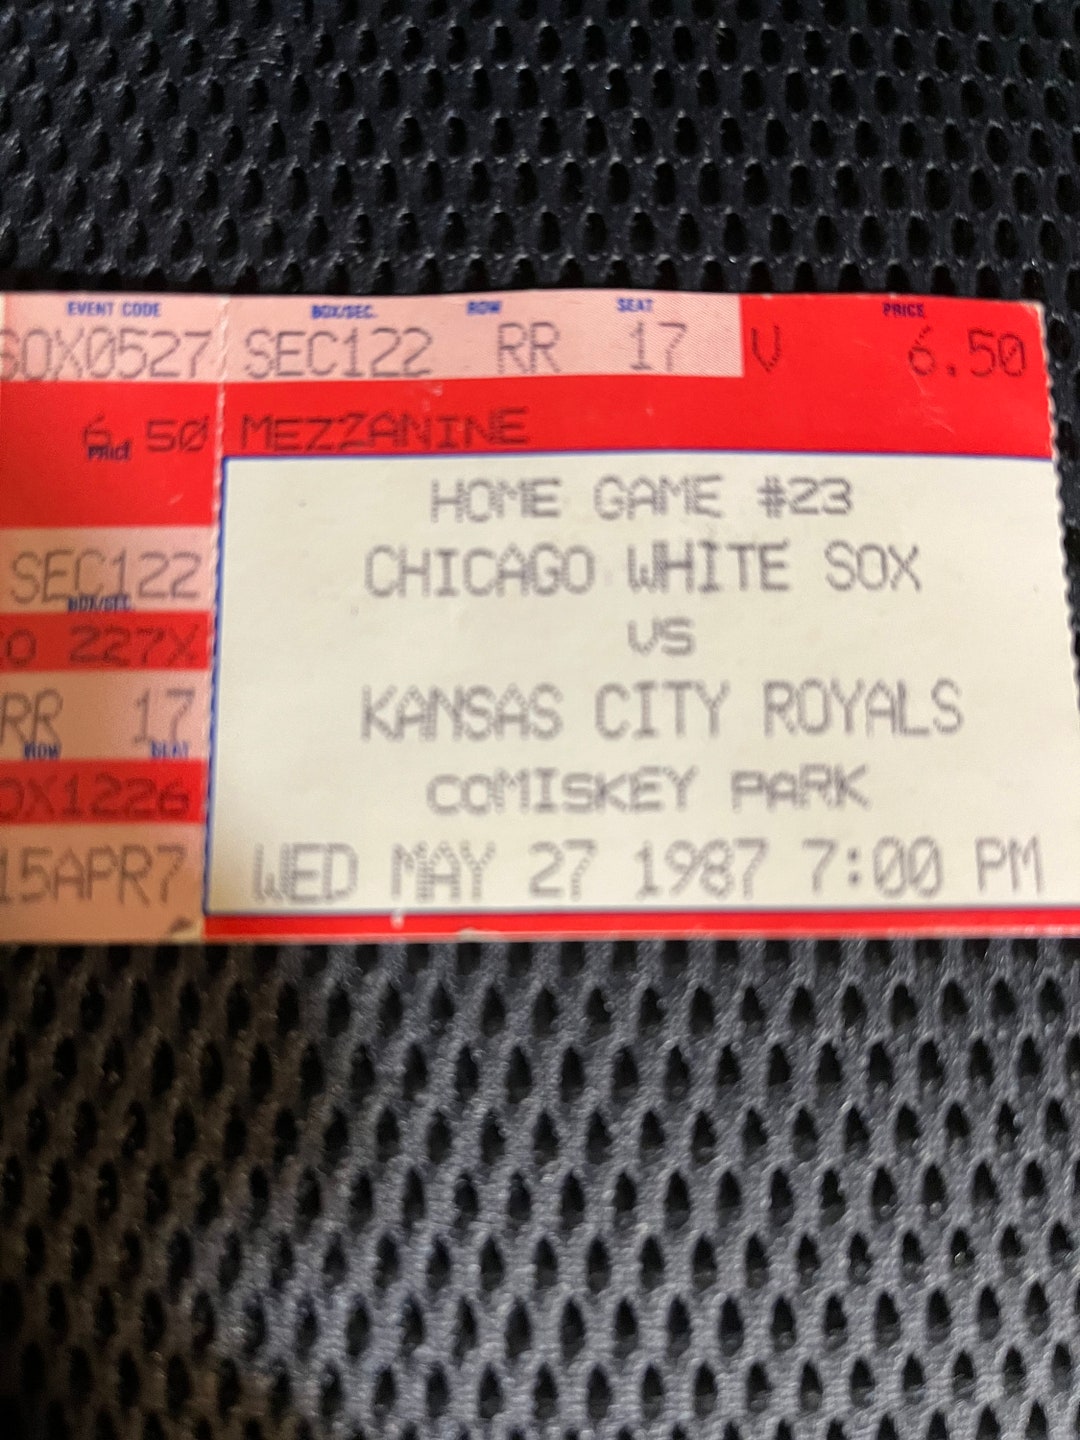 EVENT CODE
SOX0527
6.50
PRICE
SEC122
BOX/SEC.
227X
RR 17
ROW SEAT
OX1226
15APR7
BOX/SEC. ROW SEAT PRICE
SEC122 RR 17 V 6.50
MEZZANINE
HOME GAME #23
CHICAGO WHITE SOX
VS
KANSAS CITY ROYALS
COMISKEY PARK
WED MAY 27 1987 7:00 PM